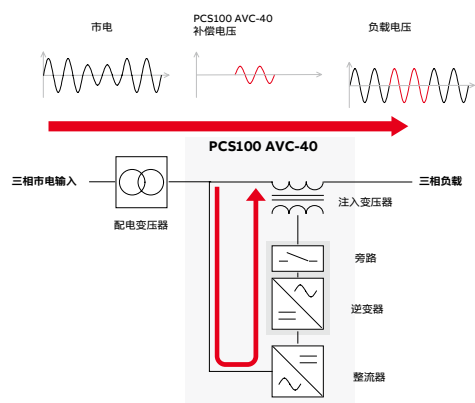 市电
PCS100 AVC-40
补偿电压
负载电压
PCS100 AVC-40
三相市电输入
三相负载
配电变压器
注入变压器
旁路
逆变器
整流器